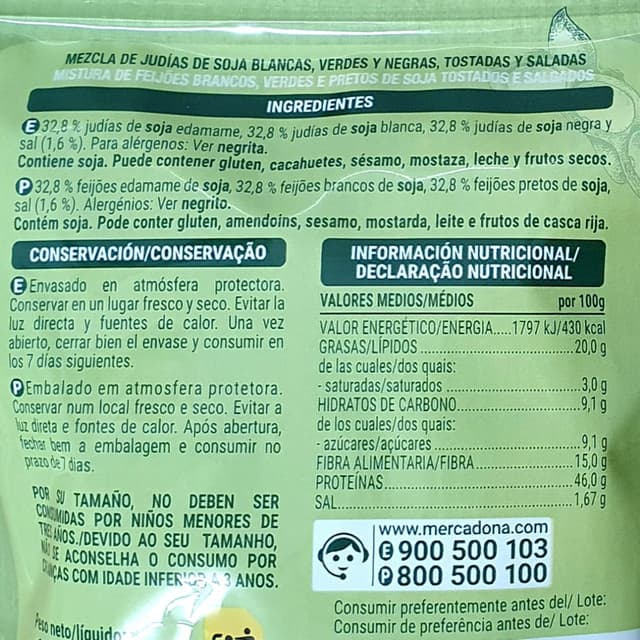 MEZCLA DE JUDÍAS DE SOJA BLANCAS, VERDES Y NEGRAS, TOSTADAS Y SALADAS
MISTURA DE FEIJÕES BRANCOS, VERDES E PRETOS DE SOJA TOSTADOS E SALGADOS
INGREDIENTES
E 32,8 % judías de soja edamame, 32,8 % judías de soja blanca, 32,8 % judías de soja negra y
sal (1,6 %). Para alérgenos: Ver negrita.
Contiene soja. Puede contener gluten, cacahuetes, sésamo, mostaza, leche y frutos secos.
P 32,8 % feijões edamame de soja, 32,8 % feijões brancos de soja, 32,8 % feijões pretos de soja,
sal (1,6 %). Alergénios: Ver negrito.
Contém soja. Pode conter gluten, amendoins, sesamo, mostarda, leite e frutos de casca rija.
CONSERVACIÓN/CONSERVAÇÃO
E Envasado en atmósfera protectora.
Conservar en un lugar fresco y seco. Evitar la
luz directa y fuentes de calor. Una vez
abierto, cerrar bien el envase y consumir en
los 7 días siguientes.
P Embalado em atmosfera protetora.
Conservar num local fresco e seco. Evitar a
luz direta e fontes de calor. Após abertura,
fechar bem a embalagem e consumir no
prazo de 7 dias.
POR SU TAMAÑO, NO DEBEN SER
CONSUMIDAS POR NIÑOS MENORES DE
TRES AÑOS./DEVIDO AO SEU TAMANHO,
NÃO SE ACONSELHA O CONSUMO POR
CRIANÇAS COM IDADE INFERIOR A 3 ANOS.
Peso neto/líquido:
INFORMACIÓN NUTRICIONAL/
DECLARAÇÃO NUTRICIONAL
VALORES MEDIOS/MÉDIOS por 100g
VALOR ENERGÉTICO/ENERGIA.....1797 kJ/430 kcal
GRASAS/LÍPIDOS.....20,0 g
de las cuales/dos quais:
- saturadas/saturados.....3,0 g
HIDRATOS DE CARBONO.....9,1 g
de los cuales/dos quais:
- azúcares/açúcares.....9,1 g
FIBRA ALIMENTARIA/FIBRA.....15,0 g
PROTEÍNAS.....46,0 g
SAL.....1,67 g
www.mercadona.com
E 900 500 103
P 800 500 100
Consumir preferentemente antes del/ Lote:
Consumir de preferência antes de/ Lote: